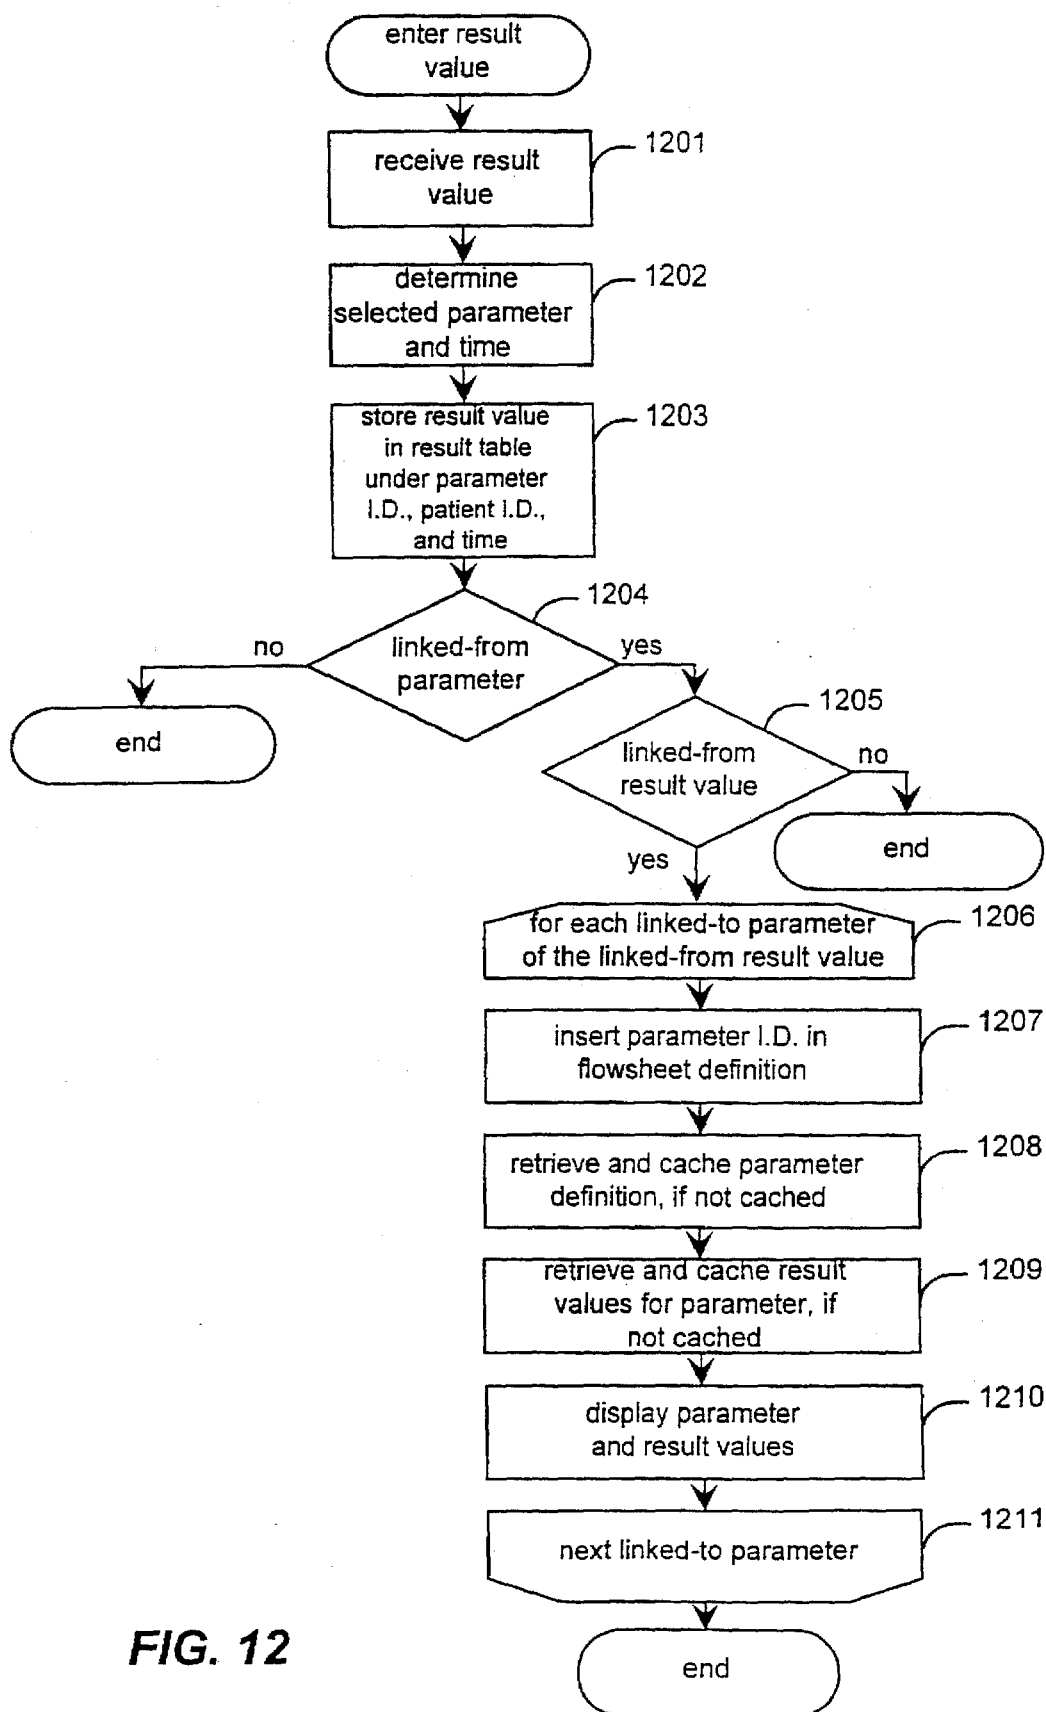 enter result
value
1201
receive result
value
1202
determine
selected parameter
and time
1203
store result value
in result table
under parameter
I.D., patient I.D.,
and time
1204
linked-from
parameter
no
yes
end
1205
linked-from
result value
no
end
yes
1206
for each linked-to parameter
of the linked-from result value
1207
insert parameter I.D. in
flowsheet definition
1208
retrieve and cache parameter
definition, if not cached
1209
retrieve and cache result
values for parameter, if
not cached
1210
display parameter
and result values
1211
next linked-to parameter
end
FIG. 12